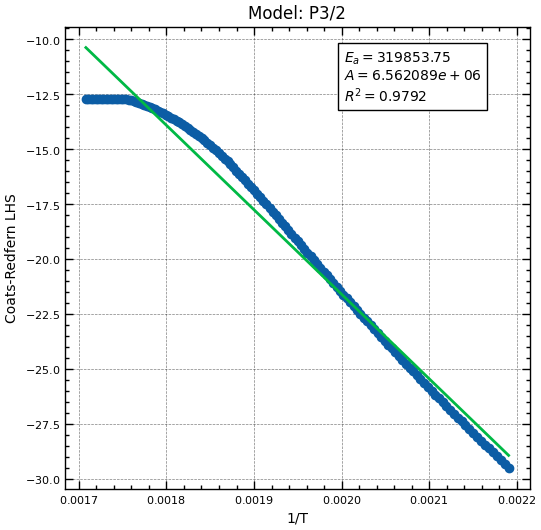 Model: P3/2
Eₐ = 319853.75
A = 6.562089e + 06
R² = 0.9792
Coats-Redfern LHS
−10.0
−12.5
−15.0
−17.5
−20.0
−22.5
−25.0
−27.5
−30.0
0.0017 0.0018 0.0019 0.0020 0.0021 0.0022
1/T